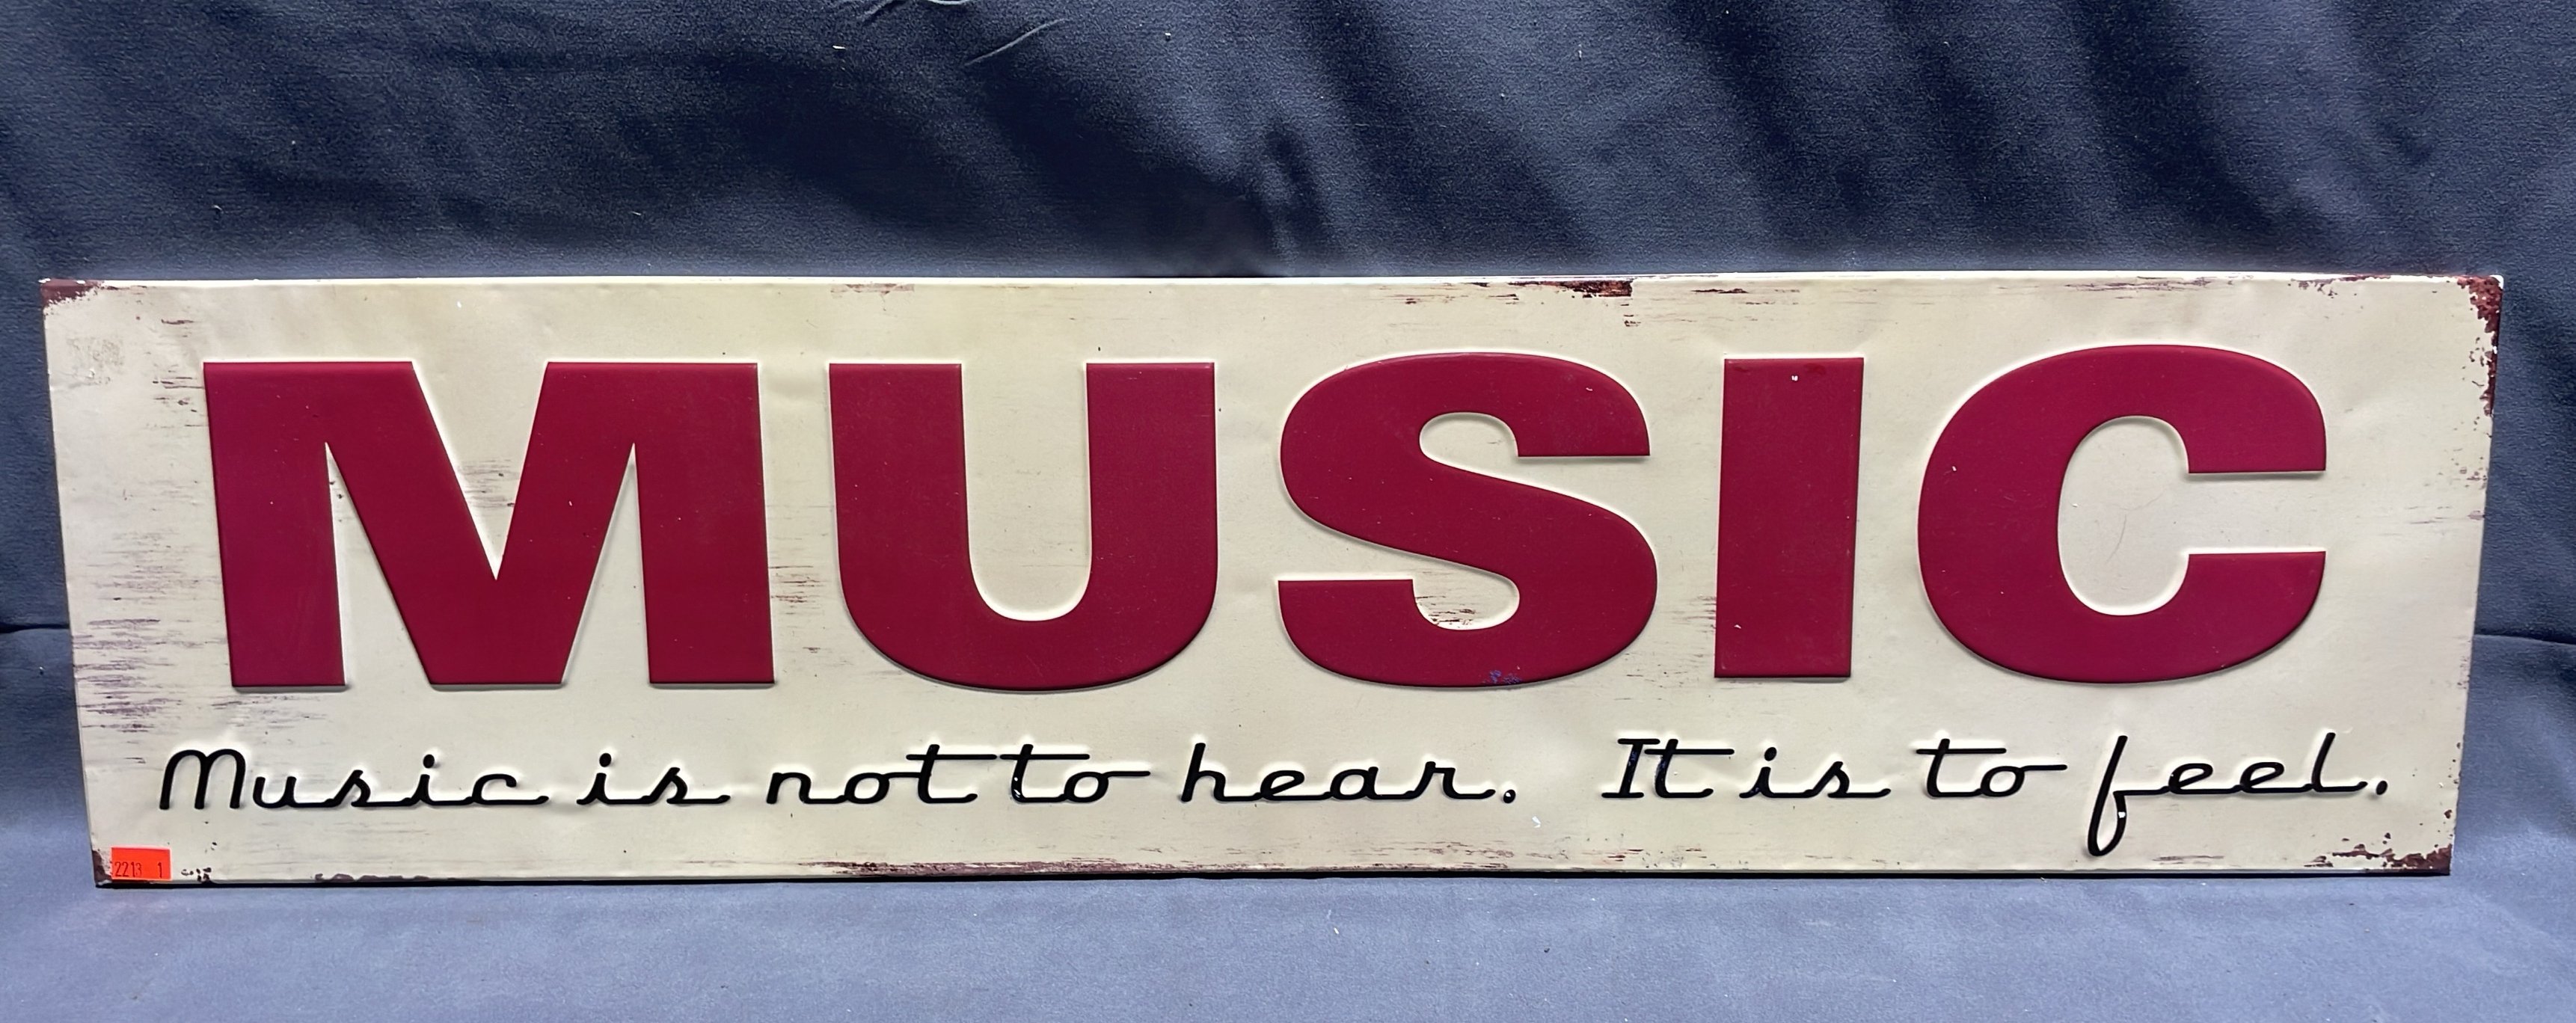 MUSIC
Music is not to hear. It is to feel.
2213 1